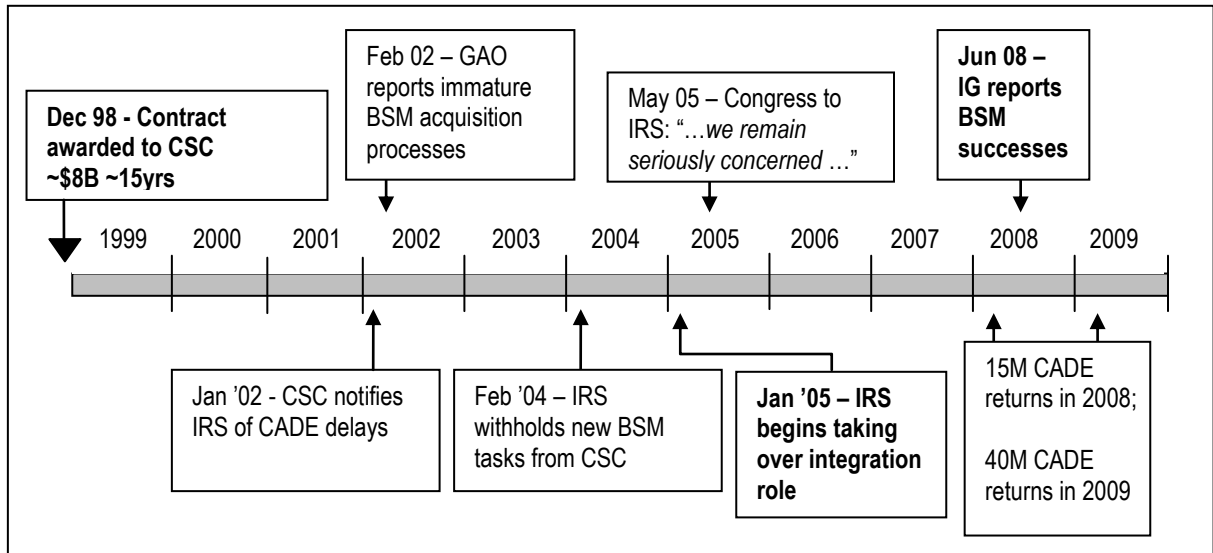 Dec 98 - Contract
awarded to CSC
~$8B ~15yrs
Feb 02 – GAO
reports immature
BSM acquisition
processes
May 05 – Congress to
IRS: “…we remain
seriously concerned …”
Jun 08 –
IG reports
BSM
successes
1999 2000 2001 2002 2003 2004 2005 2006 2007 2008 2009
Jan ’02 - CSC notifies
IRS of CADE delays
Feb ’04 – IRS
withholds new BSM
tasks from CSC
Jan ’05 – IRS
begins taking
over integration
role
15M CADE
returns in 2008;
40M CADE
returns in 2009